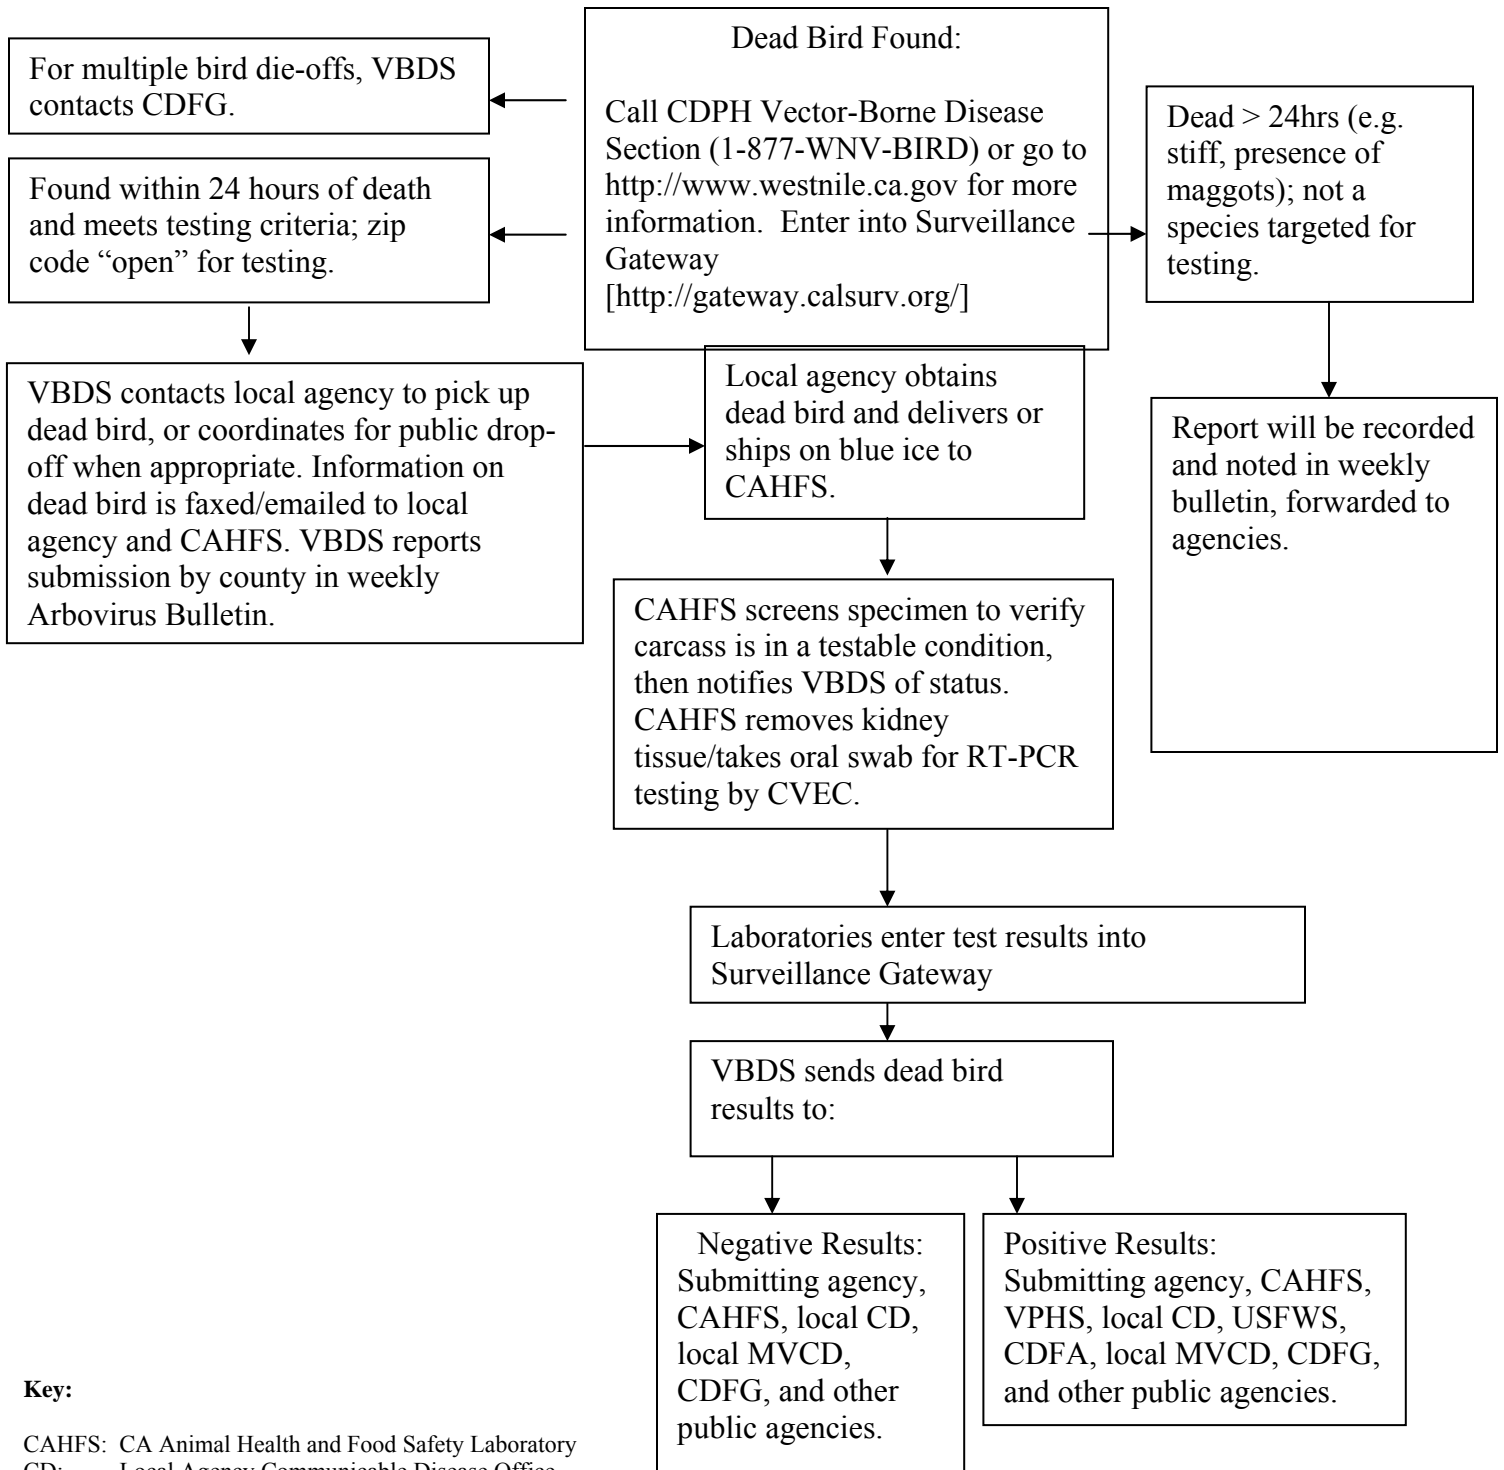 Dead Bird Found:
Call CDPH Vector-Borne Disease
Section (1-877-WNV-BIRD) or go to
http://www.westnile.ca.gov for more
information.  Enter into Surveillance
Gateway
[http://gateway.calsurv.org/]
For multiple bird die-offs, VBDS
contacts CDFG.
Found within 24 hours of death
and meets testing criteria; zip
code “open” for testing.
Dead > 24hrs (e.g.
stiff, presence of
maggots); not a
species targeted for
testing.
VBDS contacts local agency to pick up
dead bird, or coordinates for public drop-
off when appropriate. Information on
dead bird is faxed/emailed to local
agency and CAHFS. VBDS reports
submission by county in weekly
Arbovirus Bulletin.
Local agency obtains
dead bird and delivers or
ships on blue ice to
CAHFS.
Report will be recorded
and noted in weekly
bulletin, forwarded to
agencies.
CAHFS screens specimen to verify
carcass is in a testable condition,
then notifies VBDS of status.
CAHFS removes kidney
tissue/takes oral swab for RT-PCR
testing by CVEC.
Laboratories enter test results into
Surveillance Gateway
VBDS sends dead bird
results to:
Negative Results:
Submitting agency,
CAHFS, local CD,
local MVCD,
CDFG, and other
public agencies.
Positive Results:
Submitting agency, CAHFS,
VPHS, local CD, USFWS,
CDFA, local MVCD, CDFG,
and other public agencies.
Key:
CAHFS:  CA Animal Health and Food Safety Laboratory
CD: Local Agency Communicable Disease Office